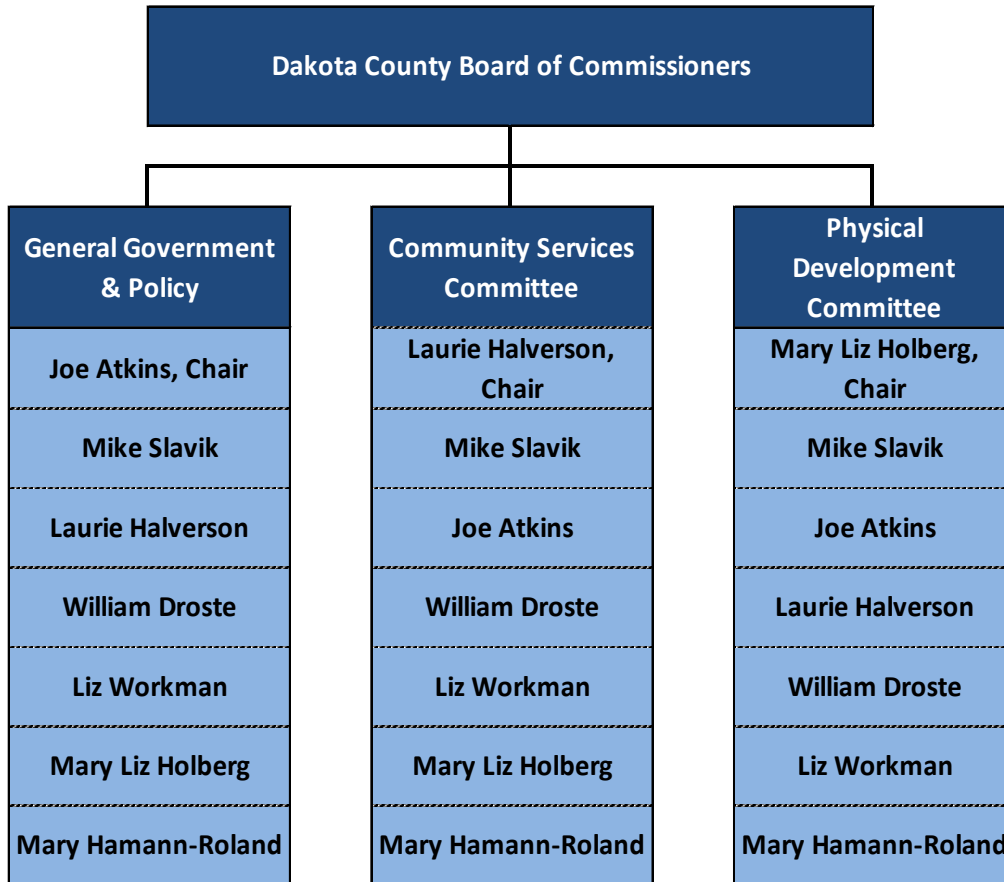 Dakota County Board of Commissioners
General Government
& Policy
Joe Atkins, Chair
Mike Slavik
Laurie Halverson
William Droste
Liz Workman
Mary Liz Holberg
Mary Hamann-Roland
Community Services
Committee
Laurie Halverson,
Chair
Mike Slavik
Joe Atkins
William Droste
Liz Workman
Mary Liz Holberg
Mary Hamann-Roland
Physical
Development
Committee
Mary Liz Holberg,
Chair
Mike Slavik
Joe Atkins
Laurie Halverson
William Droste
Liz Workman
Mary Hamann-Roland